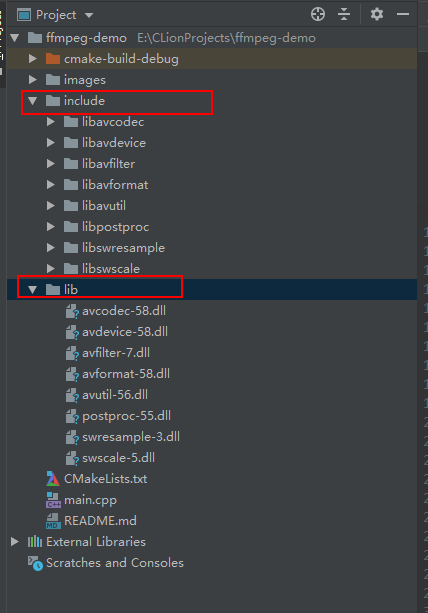 Project
ffmpeg-demo E:\CLionProjects\ffmpeg-demo
cmake-build-debug
images
include
libavcodec
libavdevice
libavfilter
libavformat
libavutil
libpostproc
libswresample
libswscale
lib
avcodec-58.dll
avdevice-58.dll
avfilter-7.dll
avformat-58.dll
avutil-56.dll
postproc-55.dll
swresample-3.dll
swscale-5.dll
CMakeLists.txt
main.cpp
README.md
External Libraries
Scratches and Consoles